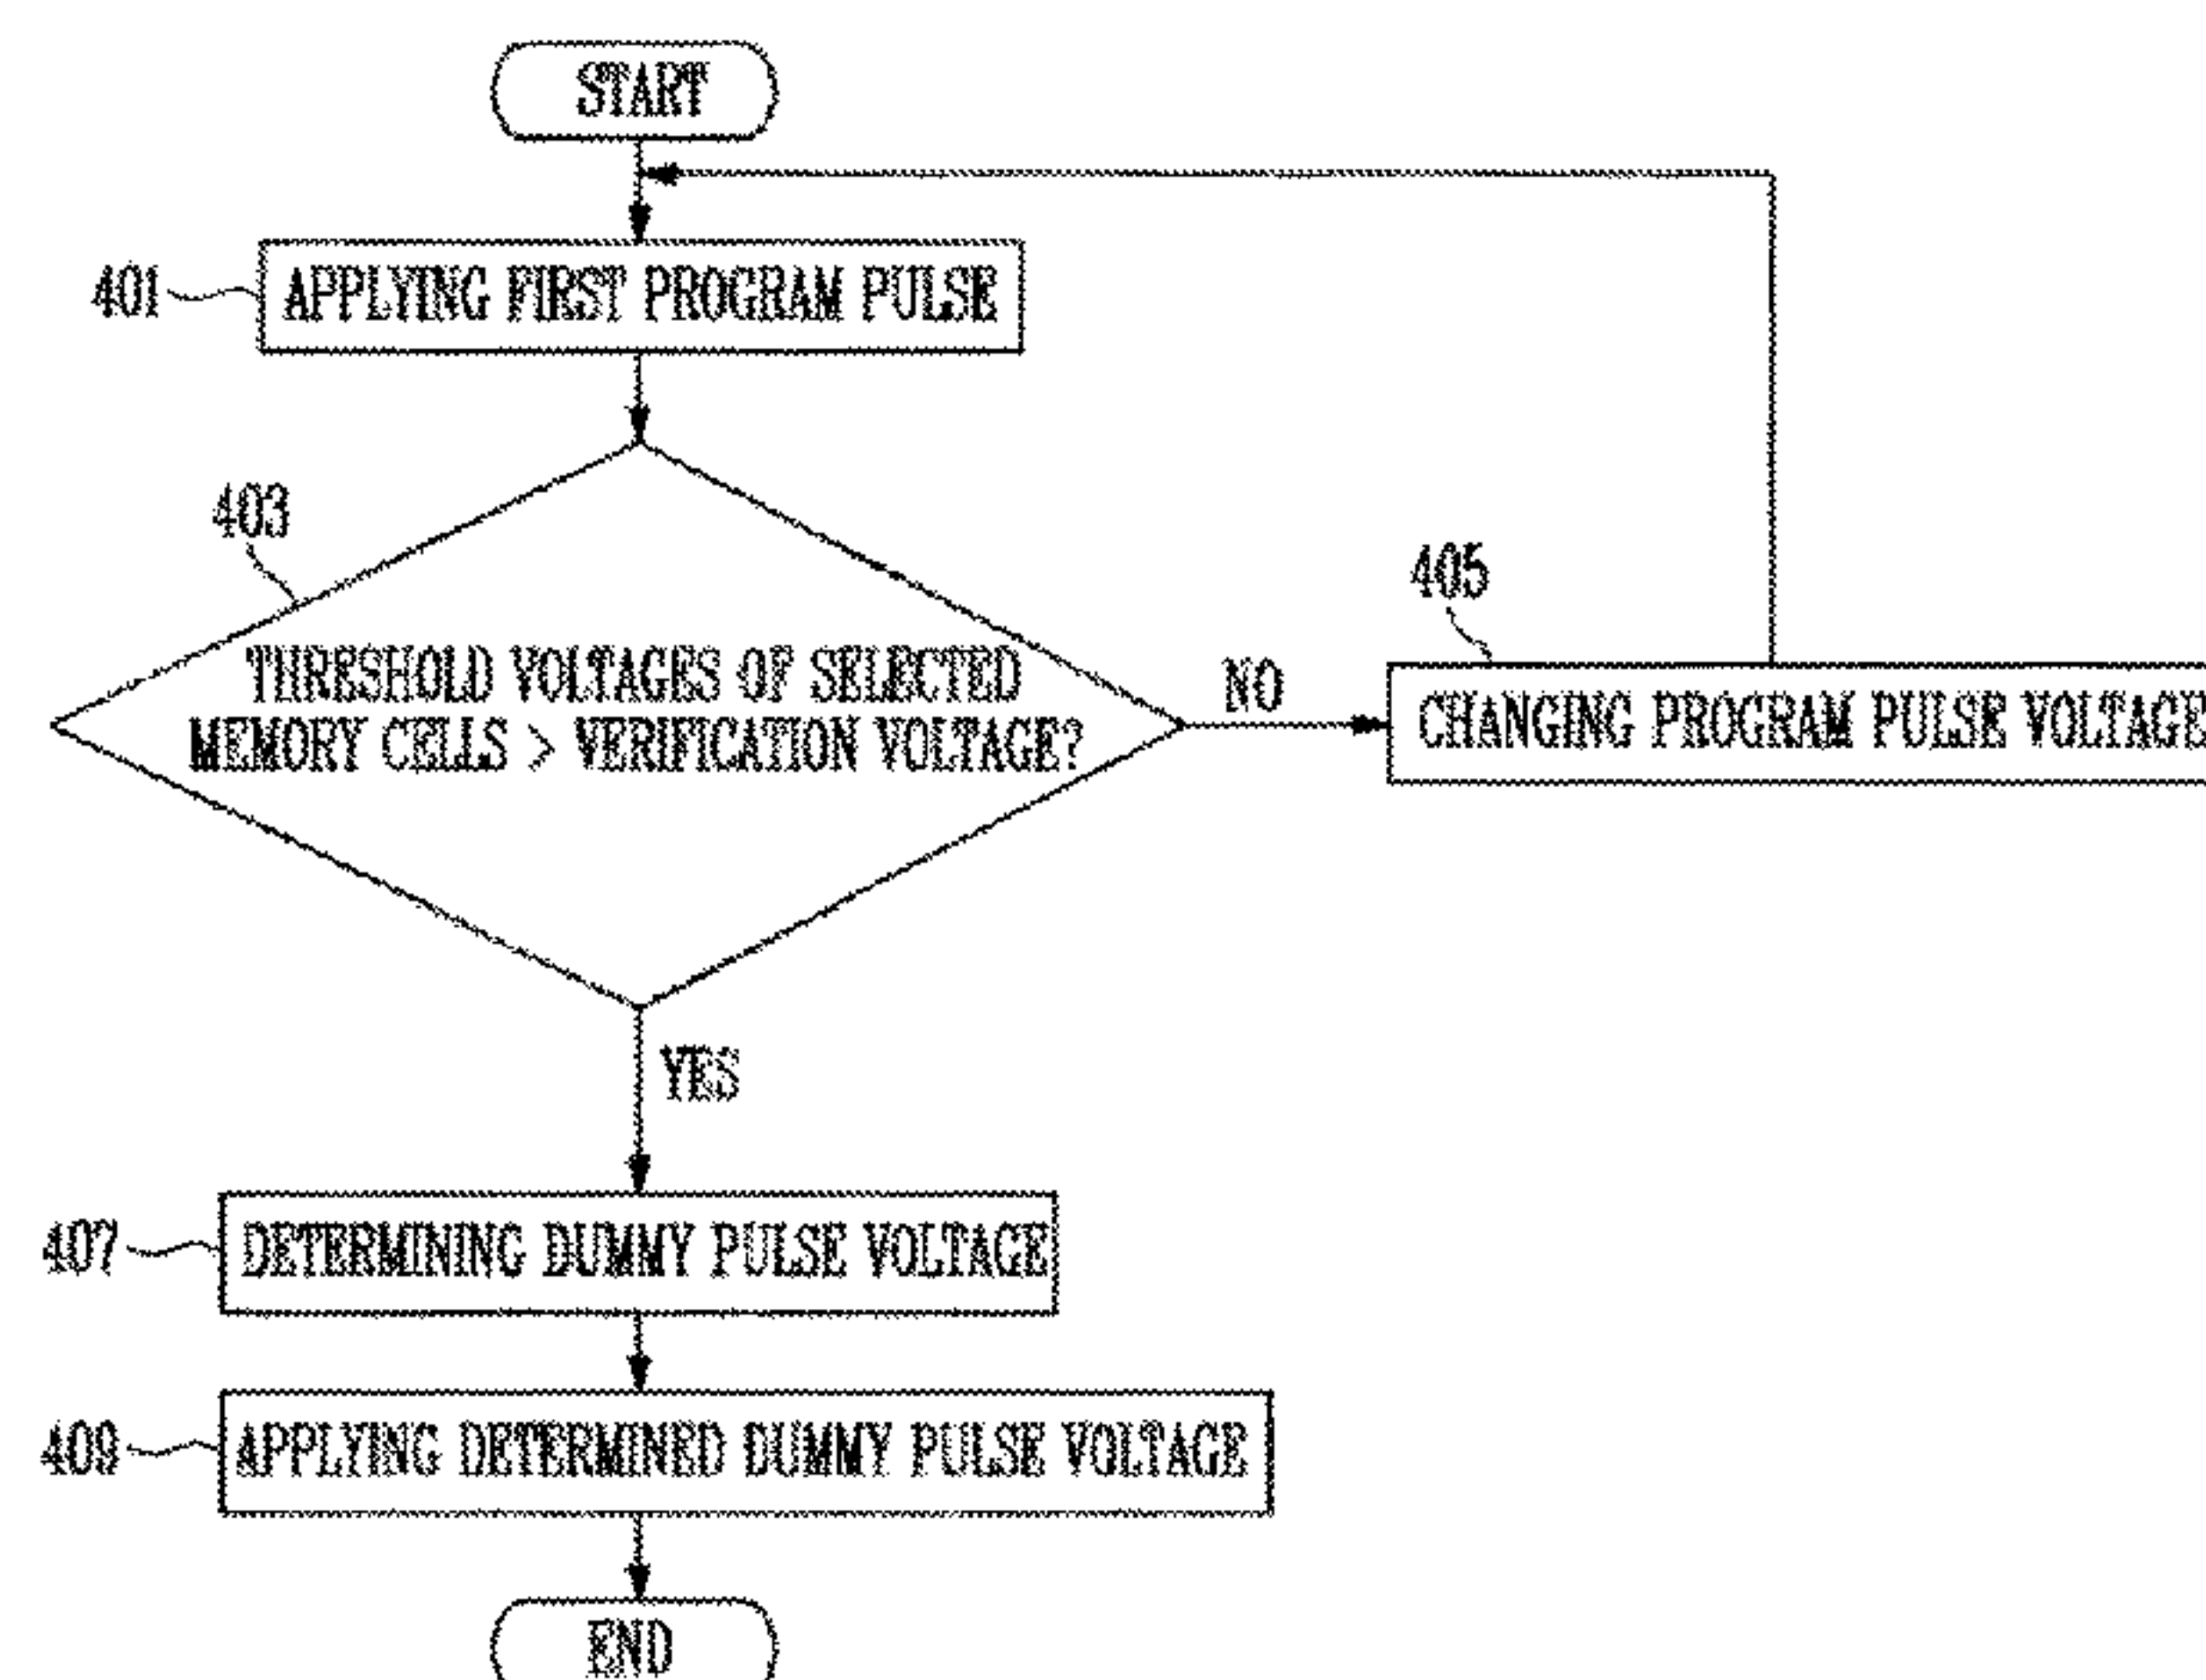 START
401
APPLYING FIRST PROGRAM PULSE
403
THRESHOLD VOLTAGES OF SELECTED
MEMORY CELLS > VERIFICATION VOLTAGE?
NO
405
CHANGING PROGRAM PULSE VOLTAGE
YES
407
DETERMINING DUMMY PULSE VOLTAGE
409
APPLYING DETERMINED DUMMY PULSE VOLTAGE
END